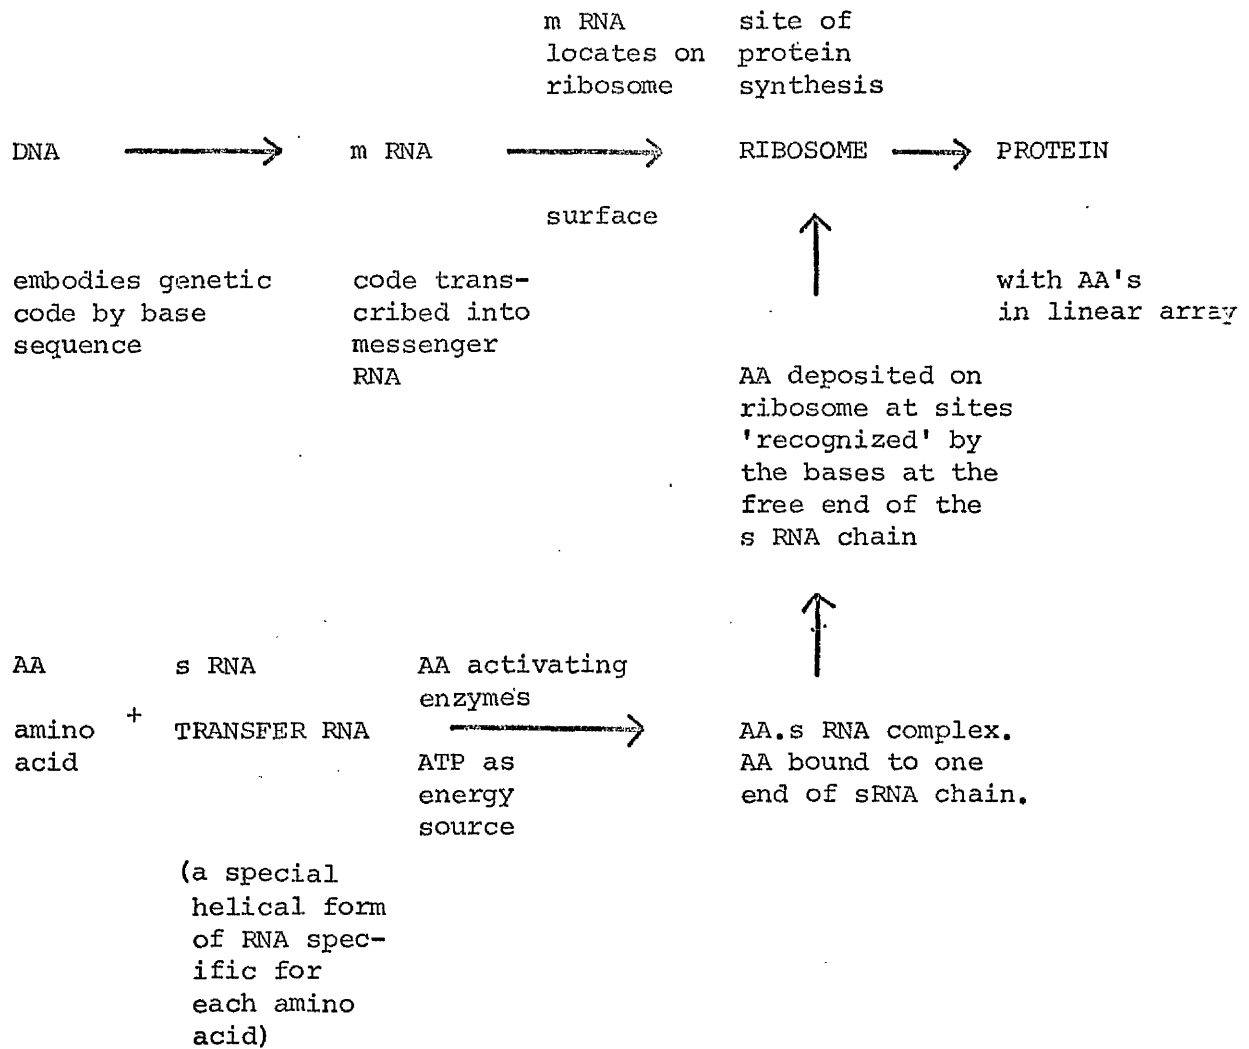 m RNA
locates on
ribosome
site of
protein
synthesis
DNA
m RNA
RIBOSOME
PROTEIN
surface
embodies genetic
code by base
sequence
code trans-
cribed into
messenger
RNA
with AA's
in linear array
AA deposited on
ribosome at sites
'recognized' by
the bases at the
free end of the
s RNA chain
AA
amino
acid
+
s RNA
TRANSFER RNA
(a special
helical form
of RNA spec-
ific for
each amino
acid)
AA activating
enzymes
ATP as
energy
source
AA.s RNA complex.
AA bound to one
end of sRNA chain.